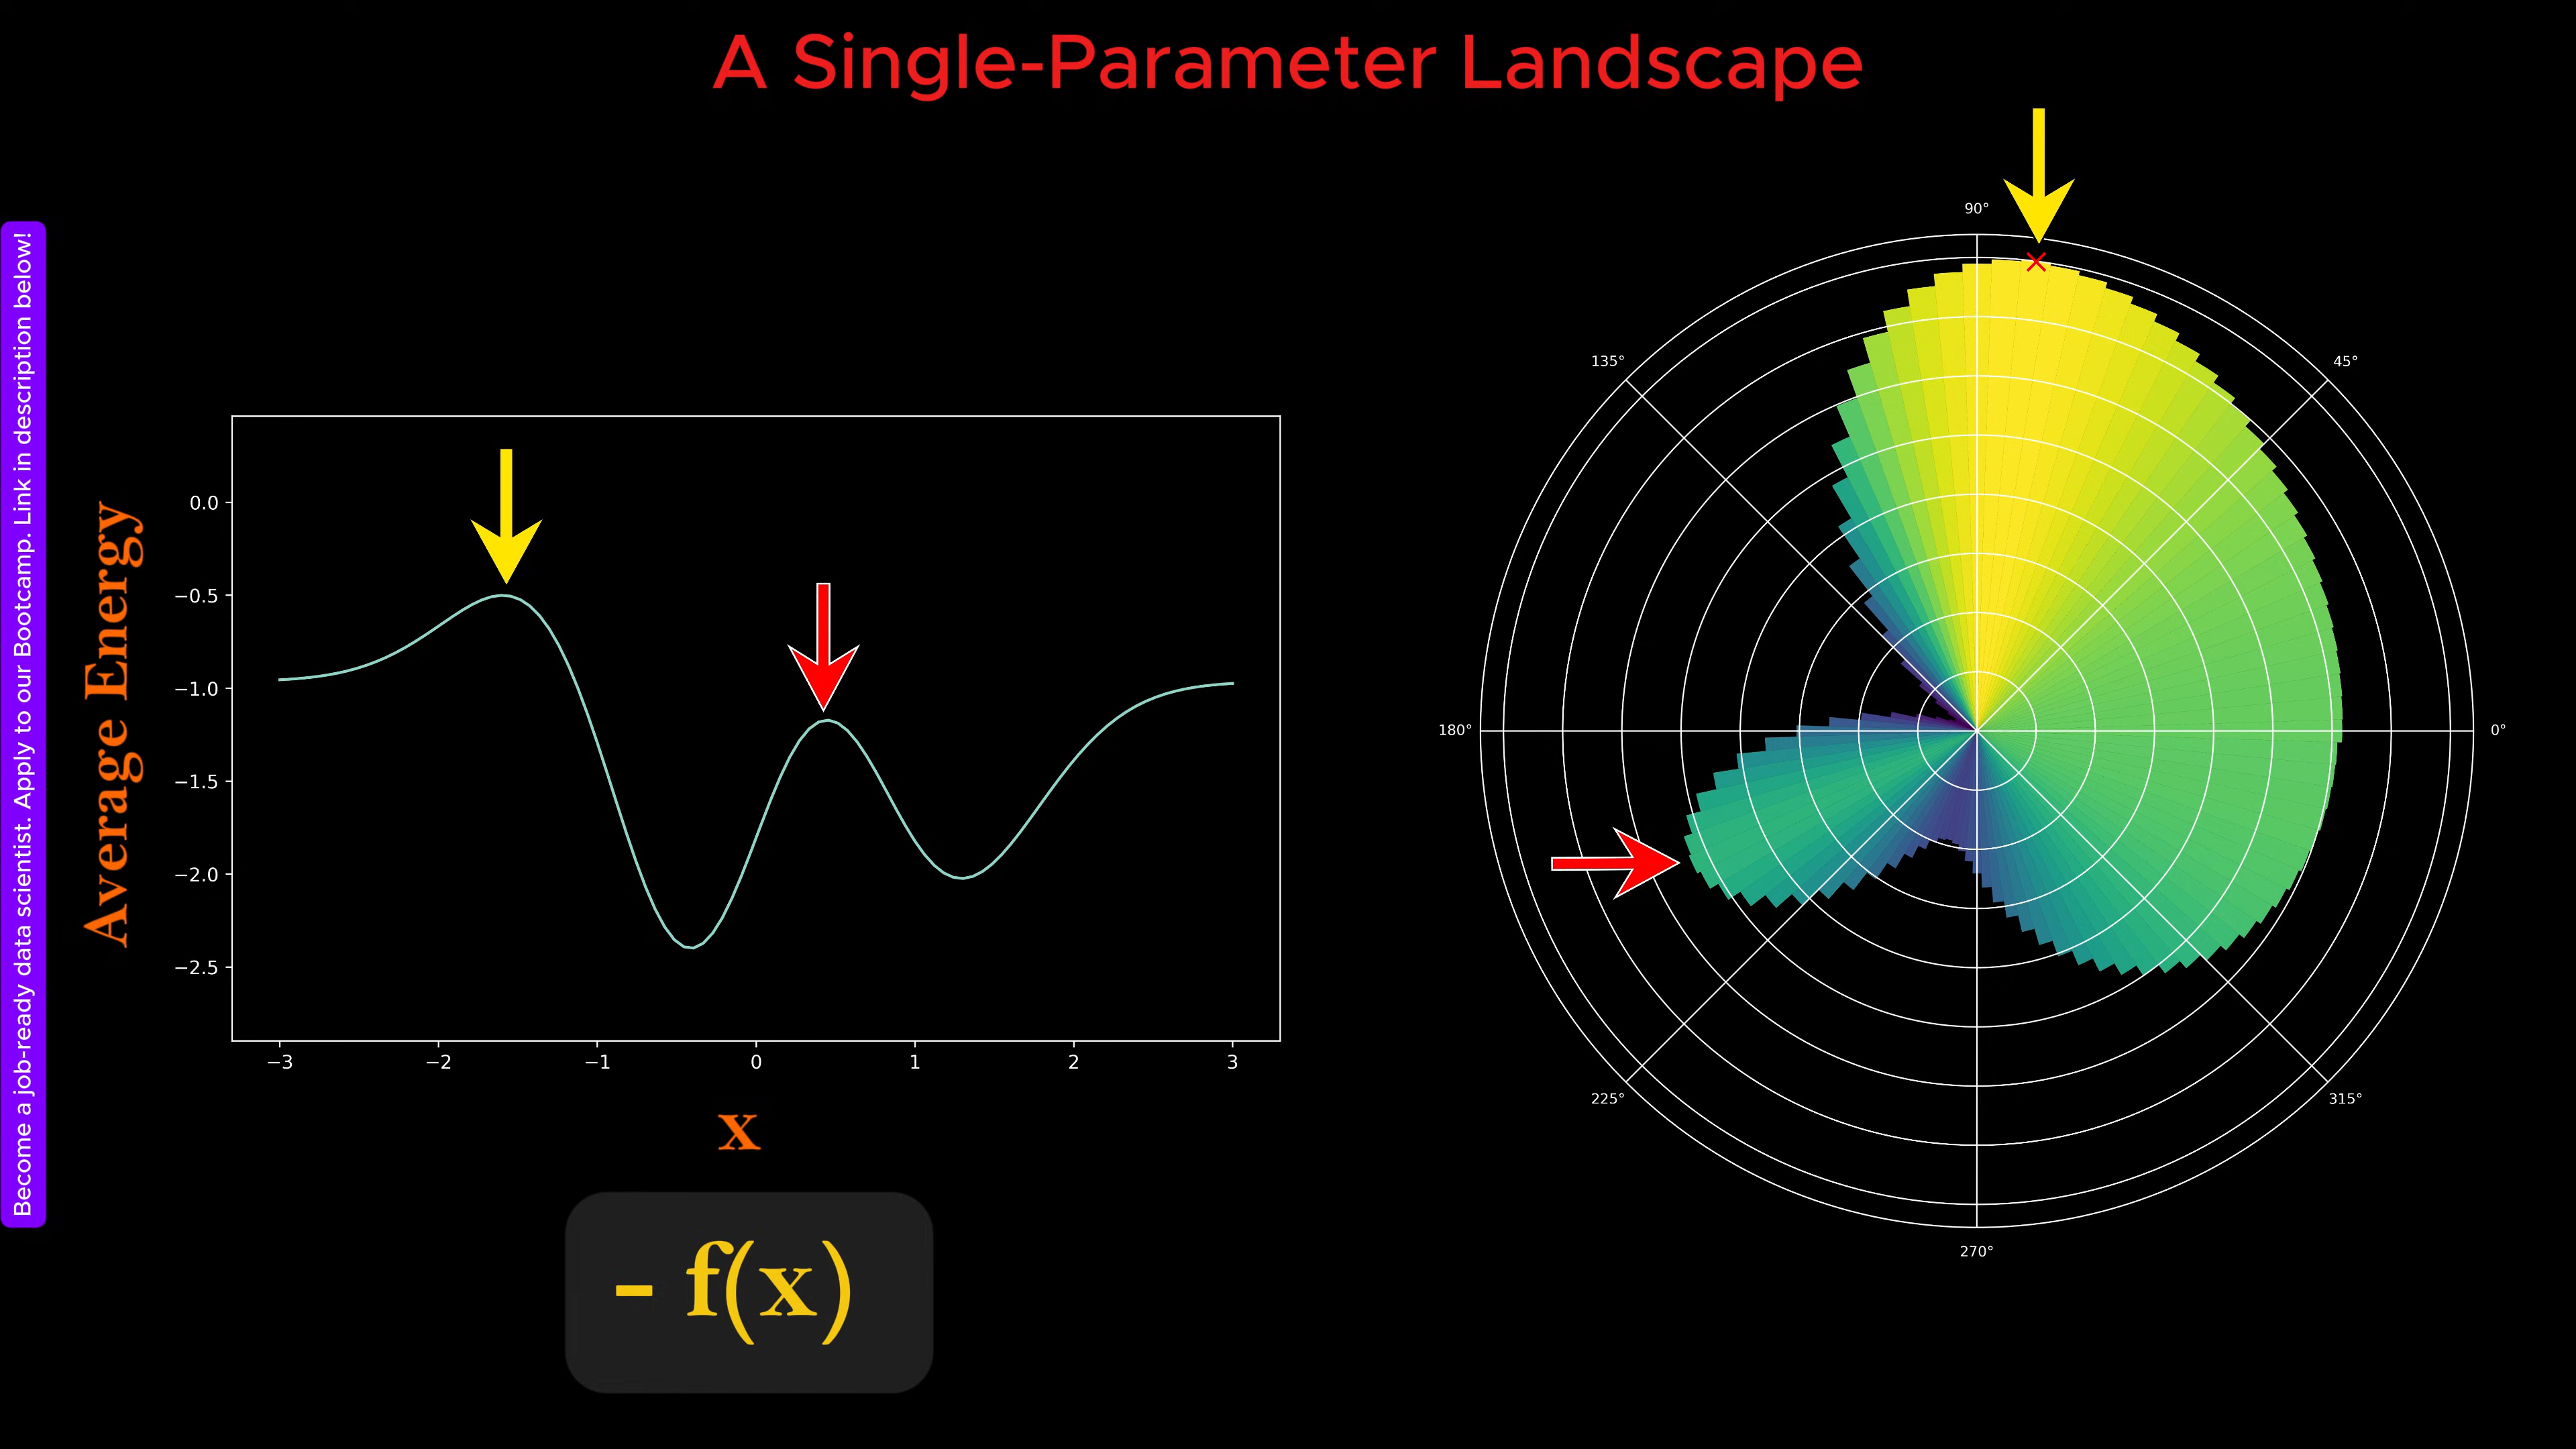 A Single-Parameter Landscape
Become a job-ready data scientist. Apply to our Bootcamp. Link in description below!
Average Energy
0.0
−0.5
−1.0
−1.5
−2.0
−2.5
−3 −2 −1 0 1 2 3
x
- f(x)
90°
135° 45°
180° 0°
225° 315°
270°